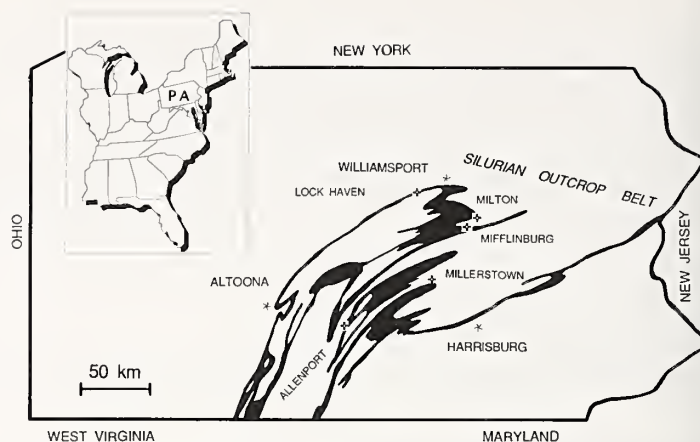 NEW YORK
PA
WILLIAMSPORT
SILURIAN OUTCROP BELT
LOCK HAVEN
MILTON
MIFFLINBURG
OHIO
NEW JERSEY
ALTOONA
MILLERSTOWN
ALLENPORT
HARRISBURG
50 km
WEST VIRGINIA
MARYLAND